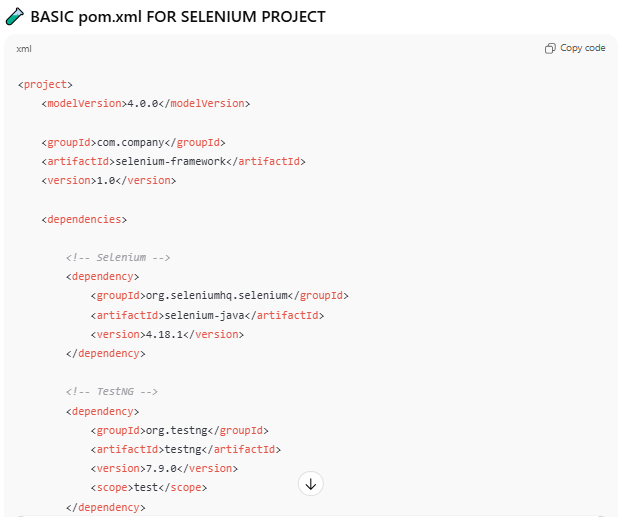 🧪 BASIC pom.xml FOR SELENIUM PROJECT
xml
Copy code
<project>
    <modelVersion>4.0.0</modelVersion>

    <groupId>com.company</groupId>
    <artifactId>selenium-framework</artifactId>
    <version>1.0</version>

    <dependencies>

        <!-- Selenium -->
        <dependency>
            <groupId>org.seleniumhq.selenium</groupId>
            <artifactId>selenium-java</artifactId>
            <version>4.18.1</version>
        </dependency>

        <!-- TestNG -->
        <dependency>
            <groupId>org.testng</groupId>
            <artifactId>testng</artifactId>
            <version>7.9.0</version>
            <scope>test</scope>
        </dependency>